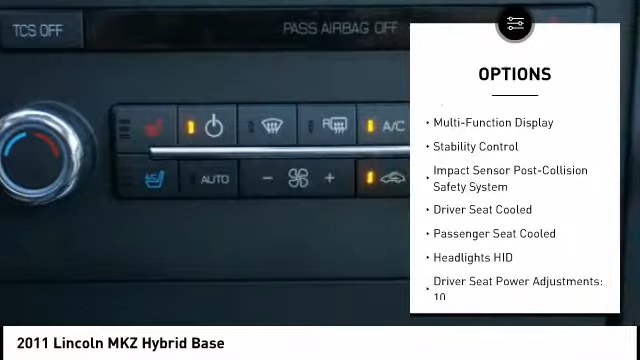 TCS OFF
PASS AIRBAG OFF
R
A/C
AUTO
OPTIONS
Multi-Function Display
Stability Control
Impact Sensor Post-Collision
Safety System
Driver Seat Cooled
Passenger Seat Cooled
Headlights HID
Driver Seat Power Adjustments:
10
2011 Lincoln MKZ Hybrid Base